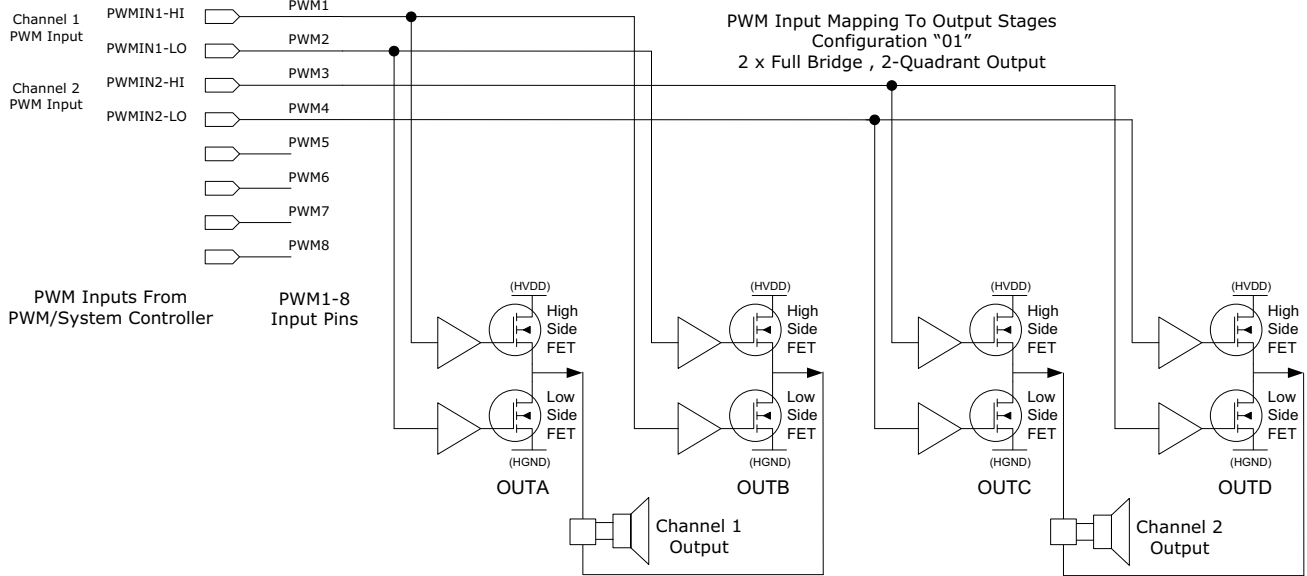 Channel 1
PWM Input
PWMIN1-HI
PWM1
PWMIN1-LO
PWM2
Channel 2
PWM Input
PWMIN2-HI
PWM3
PWMIN2-LO
PWM4
PWM5
PWM6
PWM7
PWM8
PWM Input Mapping To Output Stages
Configuration “01”
2 x Full Bridge , 2-Quadrant Output
PWM Inputs From
PWM/System Controller
PWM1-8
Input Pins
(HVDD)
High
Side
FET
Low
Side
FET
(HGND)
OUTA
(HVDD)
High
Side
FET
Low
Side
FET
(HGND)
OUTB
(HVDD)
High
Side
FET
Low
Side
FET
(HGND)
OUTC
(HVDD)
High
Side
FET
Low
Side
FET
(HGND)
OUTD
Channel 1
Output
Channel 2
Output